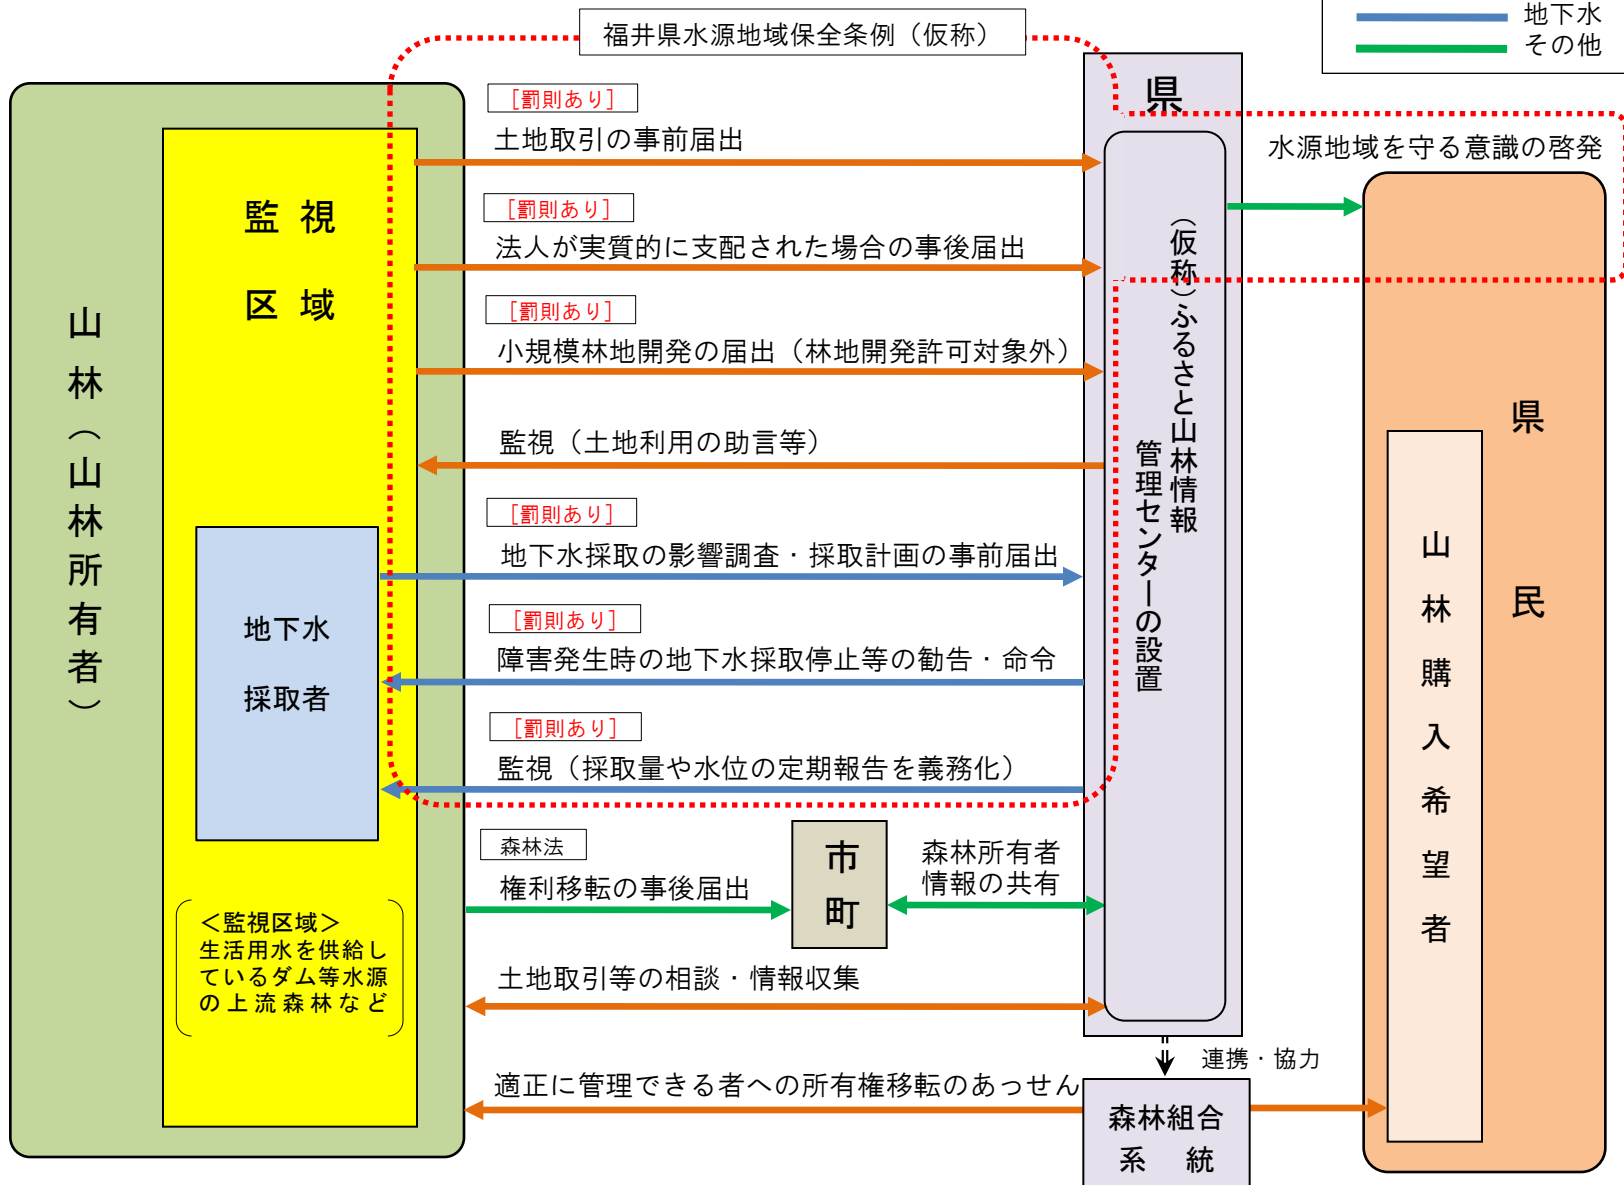 福井県水源地域保全条例（仮称）
地下水
その他
山林（山林所有者）
監視
区域
地下水
採取者
＜監視区域＞
生活用水を供給し
ているダム等水源
の上流森林など
［罰則あり］
土地取引の事前届出
［罰則あり］
法人が実質的に支配された場合の事後届出
［罰則あり］
小規模林地開発の届出（林地開発許可対象外）
監視（土地利用の助言等）
［罰則あり］
地下水採取の影響調査・採取計画の事前届出
［罰則あり］
障害発生時の地下水採取停止等の勧告・命令
［罰則あり］
監視（採取量や水位の定期報告を義務化）
森林法
権利移転の事後届出
市町
森林所有者
情報の共有
土地取引等の相談・情報収集
適正に管理できる者への所有権移転のあっせん
県
（仮称）ふるさと山林情報
管理センターの設置
連携・協力
森林組合
系統
水源地域を守る意識の啓発
県民
山林購入希望者